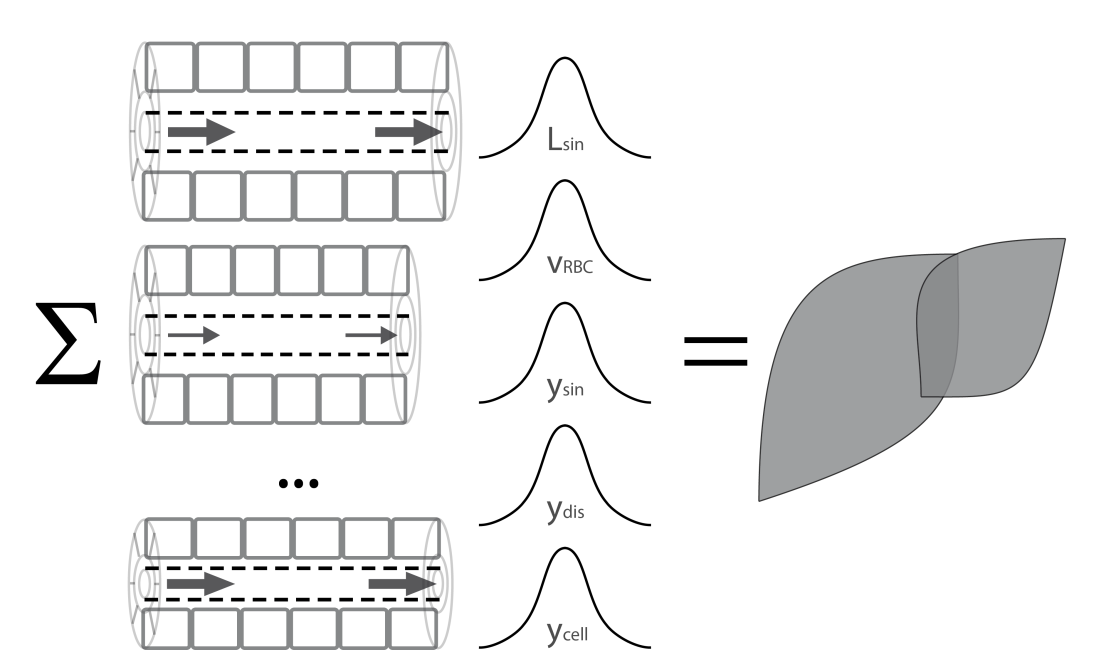 Σ
=
...
Lsin
vRBC
ysin
ydis
ycell